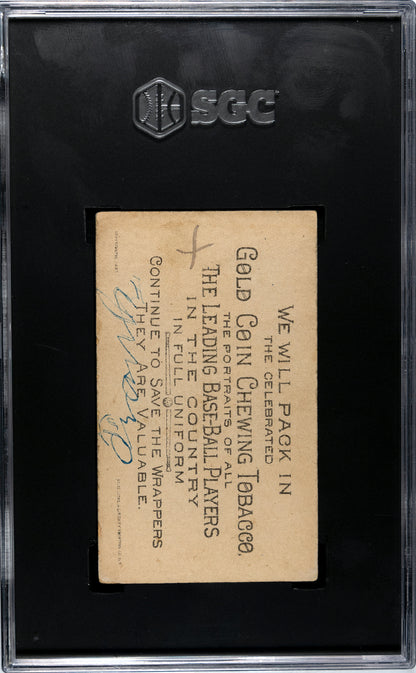 SGC
WE WILL PACK IN
THE CELEBRATED
GOLD COIN CHEWING TOBACCO.
THE PORTRAITS OF ALL
THE LEADING BASE-BALL PLAYERS
IN THE COUNTRY
IN FULL UNIFORM
CONTINUE TO SAVE THE WRAPPERS
THEY ARE VALUABLE.